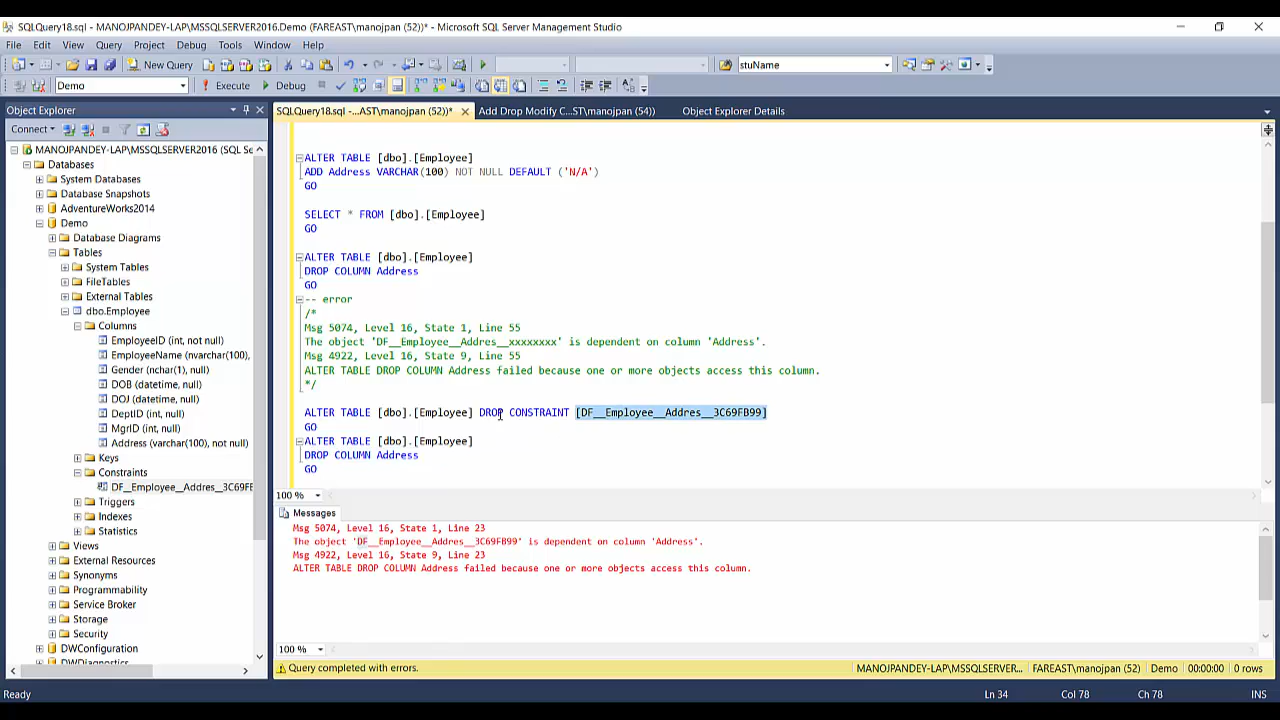 SQLQuery18.sql - MANOJPANDEY-LAP\MSSQLSERVER2016.Demo (FAREAST\manojpan (52))* - Microsoft SQL Server Management Studio
File Edit View Query Project Debug Tools Window Help
New Query stuName
Demo Execute Debug
Object Explorer
SQLQuery18.sql -...AST\manojpan (52))* Add Drop Modify C...ST\manojpan (54)) Object Explorer Details
Connect
MANOJPANDEY-LAP\MSSQLSERVER2016 (SQL Se
Databases
System Databases
Database Snapshots
AdventureWorks2014
Demo
Database Diagrams
Tables
System Tables
FileTables
External Tables
dbo.Employee
Columns
EmployeeID (int, not null)
EmployeeName (nvarchar(100),
Gender (nchar(1), null)
DOB (datetime, null)
DOJ (datetime, null)
DeptID (int, null)
MgrID (int, null)
Address (varchar(100), not null)
Keys
Constraints
DF__Employee__Addres__3C69FB
Triggers
Indexes
Statistics
Views
External Resources
Synonyms
Programmability
Service Broker
Storage
Security
DWConfiguration
DWDiagnostics
ALTER TABLE [dbo].[Employee]
ADD Address VARCHAR(100) NOT NULL DEFAULT ('N/A')
GO
SELECT * FROM [dbo].[Employee]
GO
ALTER TABLE [dbo].[Employee]
DROP COLUMN Address
GO
-- error
/*
Msg 5074, Level 16, State 1, Line 55
The object 'DF__Employee__Addres__xxxxxxxx' is dependent on column 'Address'.
Msg 4922, Level 16, State 9, Line 55
ALTER TABLE DROP COLUMN Address failed because one or more objects access this column.
*/
ALTER TABLE [dbo].[Employee] DROP CONSTRAINT [DF__Employee__Addres__3C69FB99]
GO
ALTER TABLE [dbo].[Employee]
DROP COLUMN Address
GO
100 %
Messages
Msg 5074, Level 16, State 1, Line 23
The object 'DF__Employee__Addres__3C69FB99' is dependent on column 'Address'.
Msg 4922, Level 16, State 9, Line 23
ALTER TABLE DROP COLUMN Address failed because one or more objects access this column.
100 %
Query completed with errors. MANOJPANDEY-LAP\MSSQLSERVER... FAREAST\manojpan (52) Demo 00:00:00 0 rows
Ready Ln 34 Col 78 Ch 78 INS